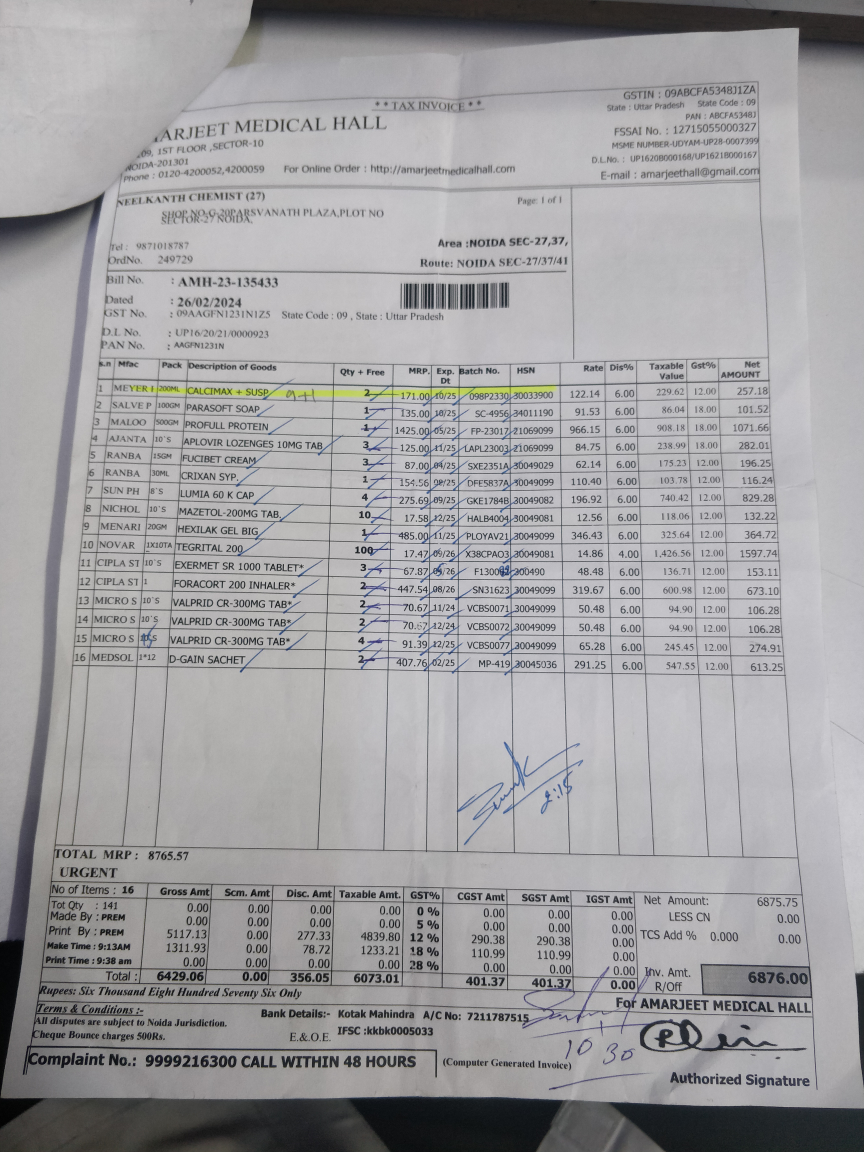 **TAX INVOICE**
ARJEET MEDICAL HALL
09, 1ST FLOOR ,SECTOR-10
NOIDA-201301
Phone : 0120-4200052,4200059 For Online Order : http://amarjeetmedicalhall.com
GSTIN : 09ABCFA5348J1ZA
State : Uttar Pradesh State Code : 09
PAN : ABCFA5348J
FSSAI No. : 12715055000327
MSME NUMBER-UDYAM-UP28-0007399
D.L.No. : UP1620B000168/UP1621B000167
E-mail : amarjeethall@gmail.com
NEELKANTH CHEMIST (27) Page: 1 of 1
SHOP NO-G-20PARSVANATH PLAZA,PLOT NO
SECTOR-27 NOIDA,
Tel : 9871018787 Area :NOIDA SEC-27,37,
OrdNo. 249729 Route: NOIDA SEC-27/37/41
Bill No. : AMH-23-135433
Dated : 26/02/2024
GST No. : 09AAGFN1231N1Z5 State Code : 09 , State : Uttar Pradesh
D.L No. : UP16/20/21/0000923
PAN No. : AAGFN1231N
s.n Mfac Pack Description of Goods Qty + Free MRP. Exp. Dt Batch No. HSN Rate Dis% Taxable Value Gst% Net AMOUNT
1 MEYER I 200ML CALCIMAX + SUSP 9+1 2 171.00 10/25 098P2330 30033900 122.14 6.00 229.62 12.00 257.18
2 SALVE P 100GM PARASOFT SOAP 1 135.00 10/25 SC-4956 34011190 91.53 6.00 86.04 18.00 101.52
3 MALOO 500GM PROFULL PROTEIN 1 1425.00 05/25 FP-23017 21069099 966.15 6.00 908.18 18.00 1071.66
4 AJANTA 10`S APLOVIR LOZENGES 10MG TAB 3 125.00 11/25 LAPL23003 21069099 84.75 6.00 238.99 18.00 282.01
5 RANBA 15GM FUCIBET CREAM 3 87.00 04/25 SXE2351A 30049029 62.14 6.00 175.23 12.00 196.25
6 RANBA 30ML CRIXAN SYP. 1 154.56 08/25 DFE5837A 30049099 110.40 6.00 103.78 12.00 116.24
7 SUN PH 8`S LUMIA 60 K CAP 4 275.69 09/25 GKE1784B 30049082 196.92 6.00 740.42 12.00 829.28
8 NICHOL 10`S MAZETOL-200MG TAB. 10 17.58 12/25 HALB4004 30049081 12.56 6.00 118.06 12.00 132.22
9 MENARI 20GM HEXILAK GEL BIG 1 485.00 11/25 PLOYAV21 30049099 346.43 6.00 325.64 12.00 364.72
10 NOVAR 1X10TA TEGRITAL 200 100 17.47 09/26 X38CPAO3 30049081 14.86 4.00 1,426.56 12.00 1597.74
11 CIPLA ST 10`S EXERMET SR 1000 TABLET* 3 67.87 /26 300490 48.48 6.00 136.71 12.00 153.11
12 CIPLA ST 1 FORACORT 200 INHALER* 2 447.54 08/26 SN31623 30049099 319.67 6.00 600.98 12.00 673.10
13 MICRO S 10`S VALPRID CR-300MG TAB* 2 70.67 11/24 VCBS0071 30049099 50.48 6.00 94.90 12.00 106.28
14 MICRO S 10`S VALPRID CR-300MG TAB* 2 70.67 12/24 VCBS0072 30049099 50.48 6.00 94.90 12.00 106.28
15 MICRO S VALPRID CR-300MG TAB* 4 91.39 12/25 VCBS0077 30049099 65.28 6.00 245.45 12.00 274.91
16 MEDSOL 1*12 D-GAIN SACHET 2 407.76 02/25 MP-419 30045036 291.25 6.00 547.55 12.00 613.25
2:15
TOTAL MRP : 8765.57
URGENT
No of Items : 16 Gross Amt Scm. Amt Disc. Amt Taxable Amt. GST% CGST Amt SGST Amt IGST Amt Net Amount: 6875.75
Tot Qty : 141 0.00 0.00 0.00 0.00 0 % 0.00 0.00 0.00 LESS CN 0.00
Made By : PREM 0.00 0.00 0.00 0.00 5 % 0.00 0.00 0.00
Print By : PREM 5117.13 0.00 277.33 4839.80 12 % 290.38 290.38 0.00 TCS Add % 0.000 0.00
Make Time : 9:13AM 1311.93 0.00 78.72 1233.21 18 % 110.99 110.99 0.00
Print Time : 9:38 am 0.00 0.00 0.00 0.00 28 % 0.00 0.00 0.00
Total : 6429.06 0.00 356.05 6073.01 401.37 401.37 0.00 Inv. Amt. R/Off 6876.00
Rupees: Six Thousand Eight Hundred Seventy Six Only
For AMARJEET MEDICAL HALL
Terms & Conditions :- Bank Details:- Kotak Mahindra A/C No: 7211787515
All disputes are subject to Noida Jurisdiction. IFSC :kkbk0005033
Cheque Bounce charges 500Rs. E.&.O.E.
10 30
Complaint No.: 9999216300 CALL WITHIN 48 HOURS (Computer Generated Invoice)
Authorized Signature